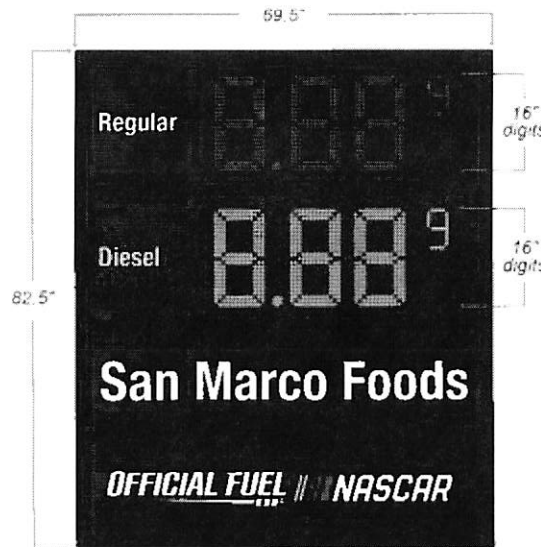 69.5"
Regular 8.88 9
16" digits
Diesel 8.88 9
16" digits
82.5"
San Marco Foods
OFFICIAL FUEL NASCAR